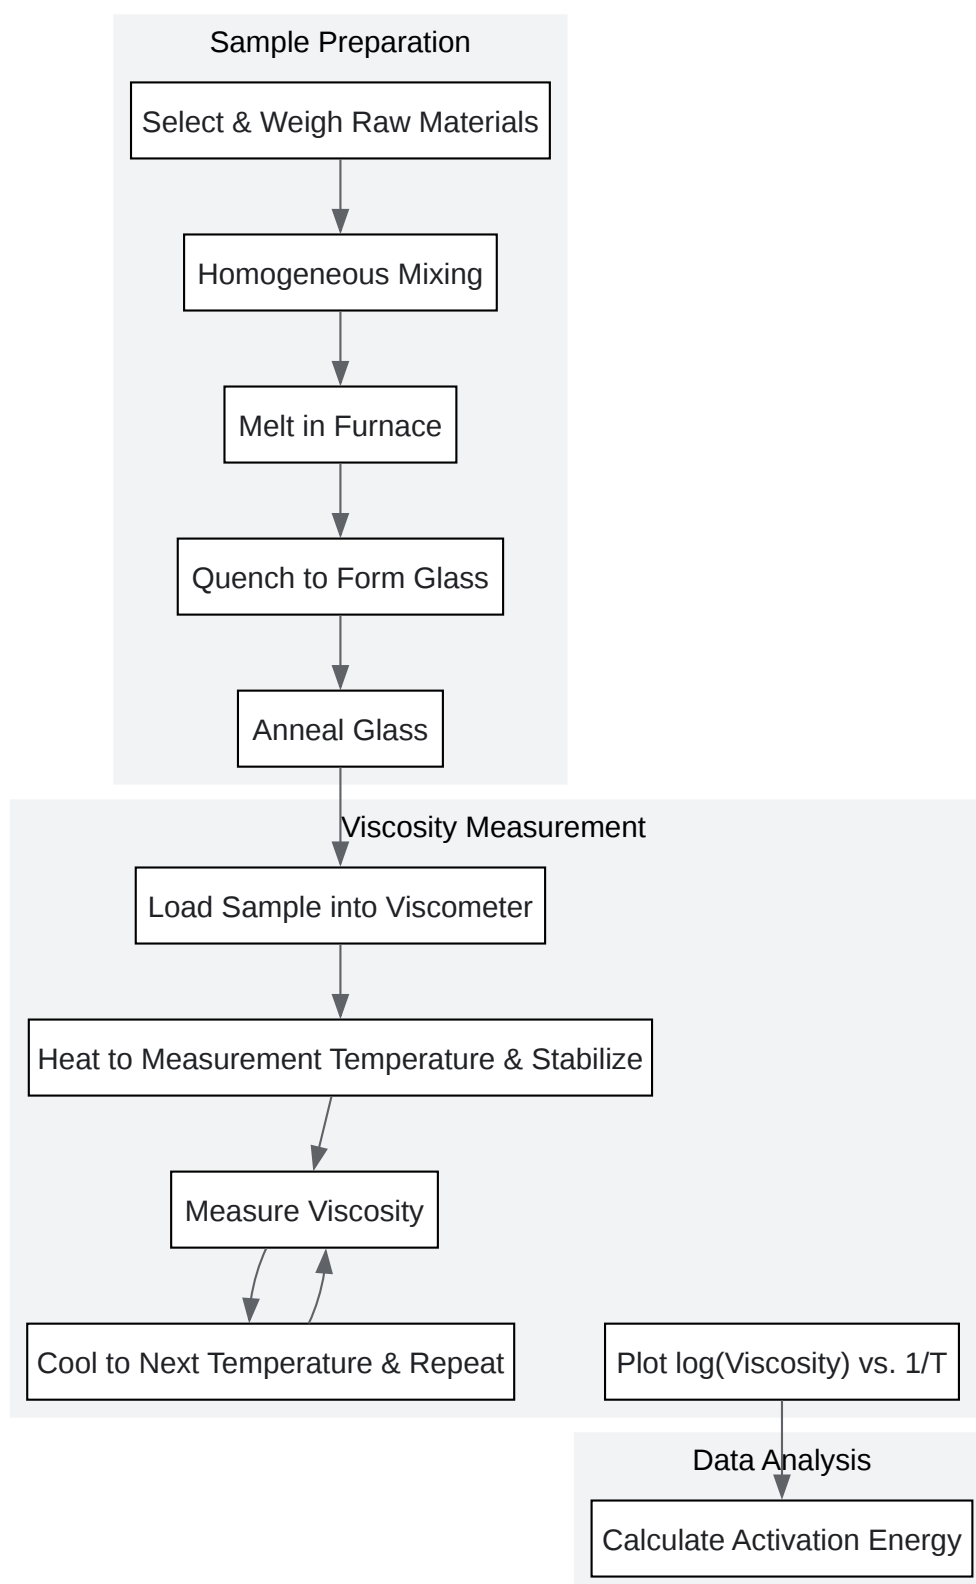 Sample Preparation
Select & Weigh Raw Materials
Homogeneous Mixing
Melt in Furnace
Quench to Form Glass
Anneal Glass
Viscosity Measurement
Load Sample into Viscometer
Heat to Measurement Temperature & Stabilize
Measure Viscosity
Cool to Next Temperature & Repeat
Plot log(Viscosity) vs. 1/T
Data Analysis
Calculate Activation Energy